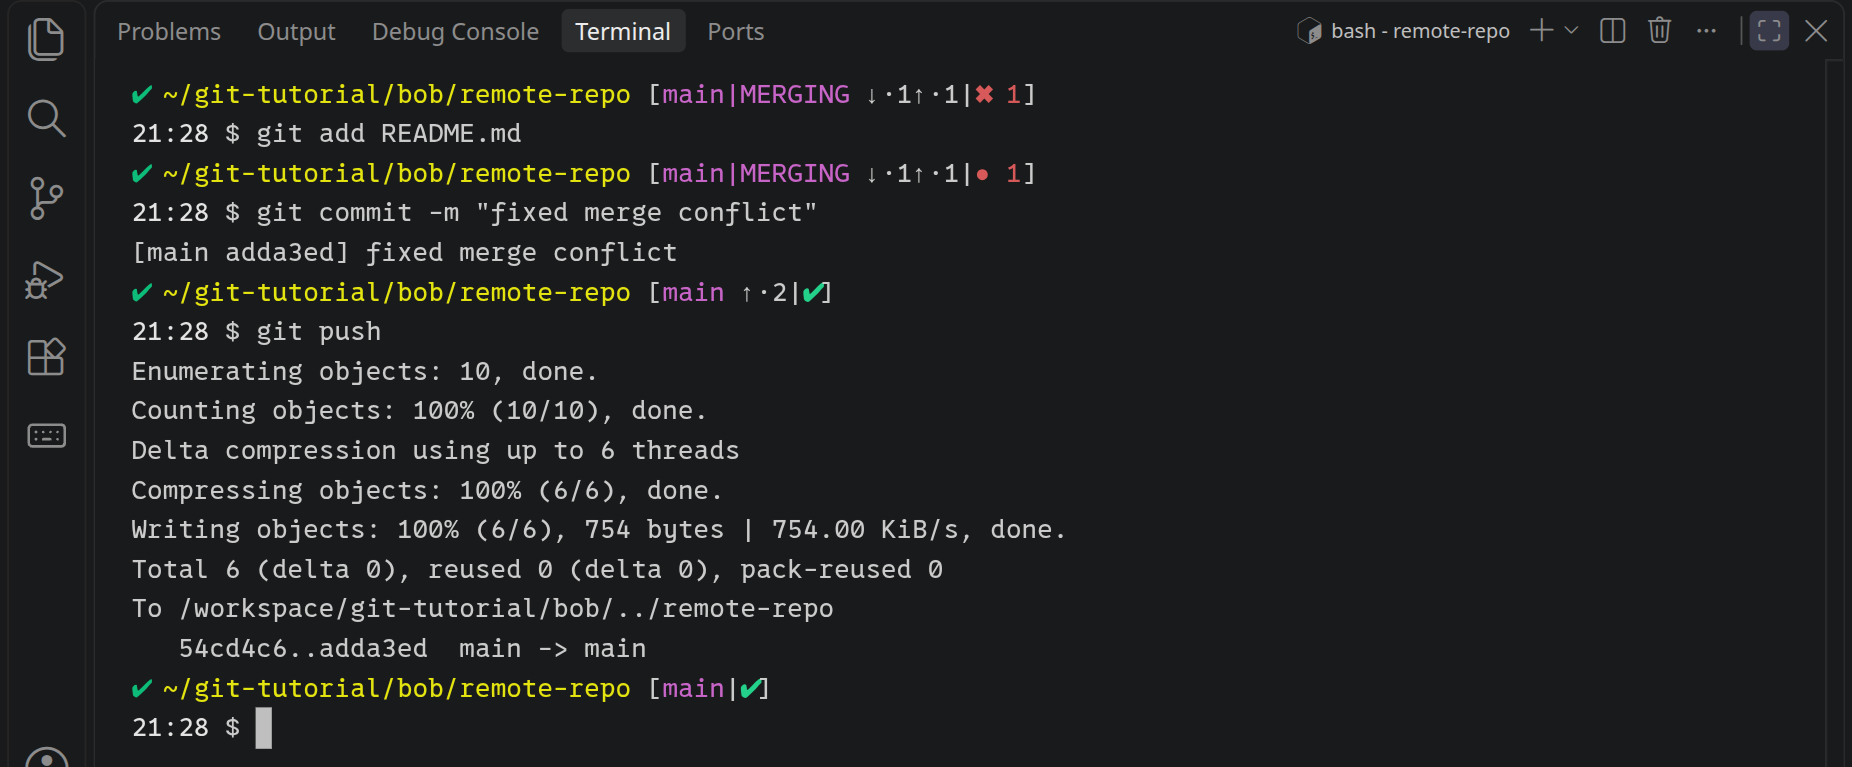 Problems Output Debug Console Terminal Ports bash - remote-repo
✔ ~/git-tutorial/bob/remote-repo [main|MERGING ↓·1↑·1|✖ 1]
21:28 $ git add README.md
✔ ~/git-tutorial/bob/remote-repo [main|MERGING ↓·1↑·1|● 1]
21:28 $ git commit -m "fixed merge conflict"
[main adda3ed] fixed merge conflict
✔ ~/git-tutorial/bob/remote-repo [main ↑·2|✔]
21:28 $ git push
Enumerating objects: 10, done.
Counting objects: 100% (10/10), done.
Delta compression using up to 6 threads
Compressing objects: 100% (6/6), done.
Writing objects: 100% (6/6), 754 bytes | 754.00 KiB/s, done.
Total 6 (delta 0), reused 0 (delta 0), pack-reused 0
To /workspace/git-tutorial/bob/../remote-repo
   54cd4c6..adda3ed  main -> main
✔ ~/git-tutorial/bob/remote-repo [main|✔]
21:28 $